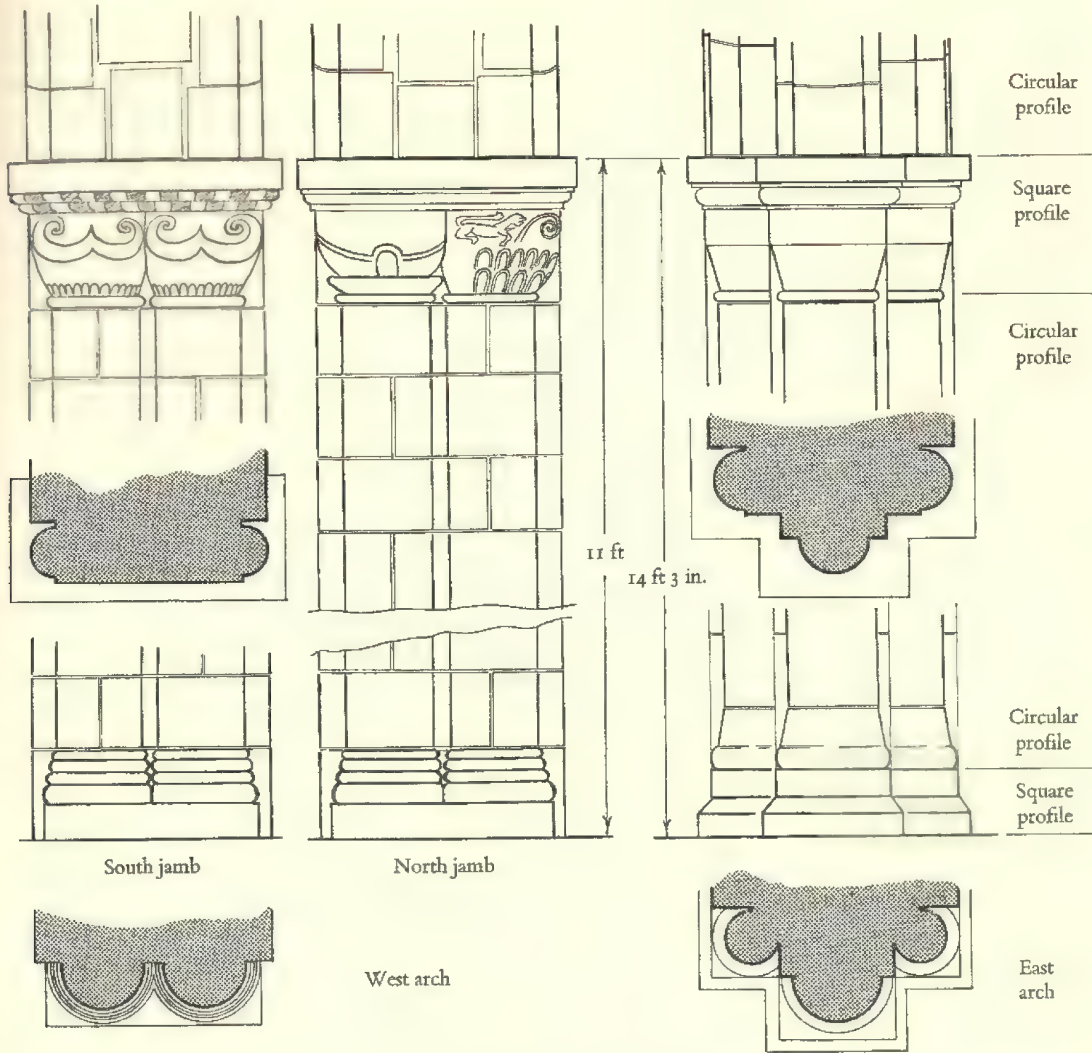 Circular
profile
Square
profile
Circular
profile
11 ft
14 ft 3 in.
Circular
profile
Square
profile
South jamb
North jamb
West arch
East
arch